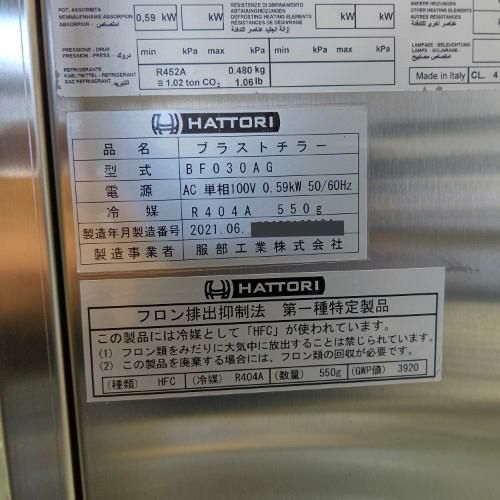 POT. ASSORBITA
NENNAUFNAHME ABSORPTION
ABSORPTION - امتصاص
0,59 kW
kW
RESISTENZE DI SBRINAMENTO
ABTAUUNGHEIZUNGEN
DEFROSTING HEATING ELEMENTS
RESISTANCES DE DÉGIVRAGE
عناصر التدفئة
kW
ANDERE HEIZUNGEN
OTHER HEATING ELEMENTS
AUTRES RÉSISTANCES
PRESSIONE - DRUK
PRESSION - PRESS.
min kPa max kPa
min kPa max kPa
LAMPADE - BELEUCHTUNG
LAMPS - ECLAIRAGE
REFRIGERANTE
KAELTMITTEL - REFRIGERANT
GAZ REFRIGERANT
R452A 0.480 kg
≡ 1.02 ton CO2 1.06lb
Made in Italy CL. 4
HATTORI
品名 ブラストチラー
型式 BF030AG
電源 AC 単相100V 0.59kW 50/60Hz
冷媒 R404A 550g
製造年月製造番号 2021.06.
製造事業者 服部工業株式会社
HATTORI
フロン排出抑制法 第一種特定製品
この製品には冷媒として「HFC」が使われています。
(1) フロン類をみだりに大気中に放出することは禁じられています。
(2) この製品を廃棄する場合には、フロン類の回収が必要です。
(種類) HFC (冷媒) R404A (数量) 550g (GWP値) 3920